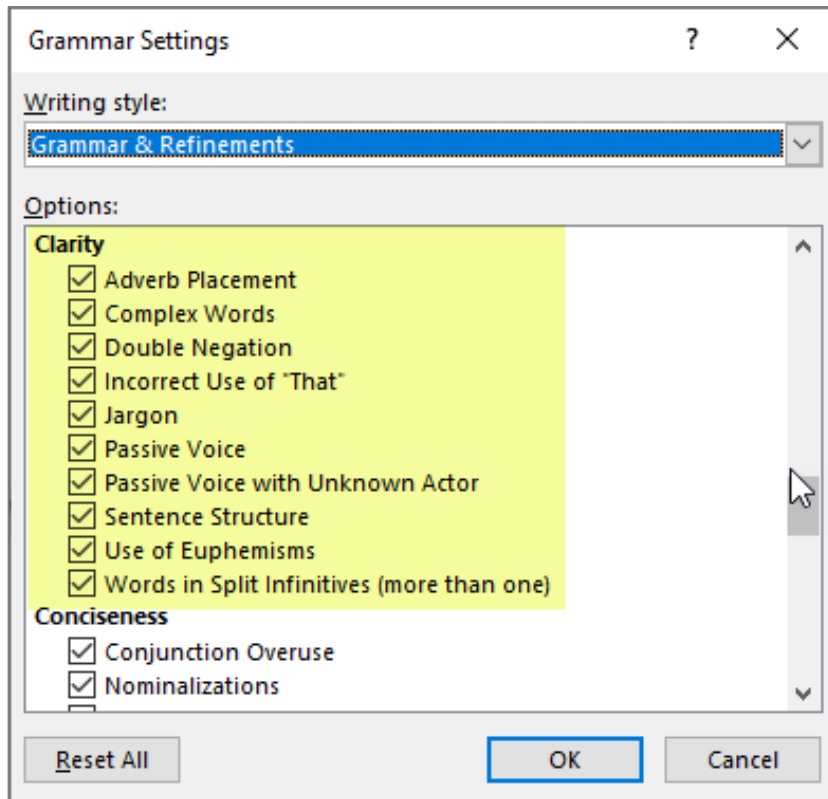 Grammar Settings
Writing style:
Grammar & Refinements
Options:
Clarity
Adverb Placement
Complex Words
Double Negation
Incorrect Use of "That"
Jargon
Passive Voice
Passive Voice with Unknown Actor
Sentence Structure
Use of Euphemisms
Words in Split Infinitives (more than one)
Conciseness
Conjunction Overuse
Nominalizations
Reset All OK Cancel